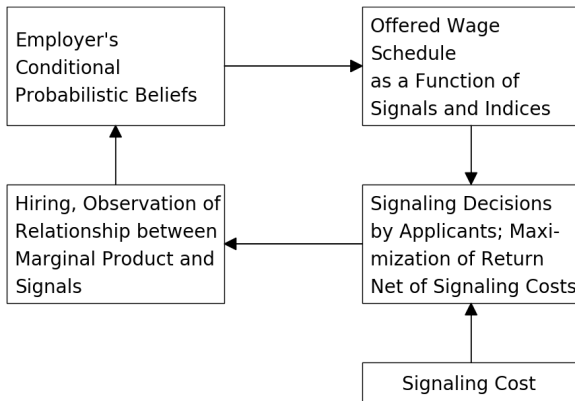 Employer's
Conditional
Probabilistic Beliefs
Offered Wage
Schedule
as a Function of
Signals and Indices
Hiring, Observation of
Relationship between
Marginal Product and
Signals
Signaling Decisions
by Applicants; Maxi-
mization of Return
Net of Signaling Costs
Signaling Cost